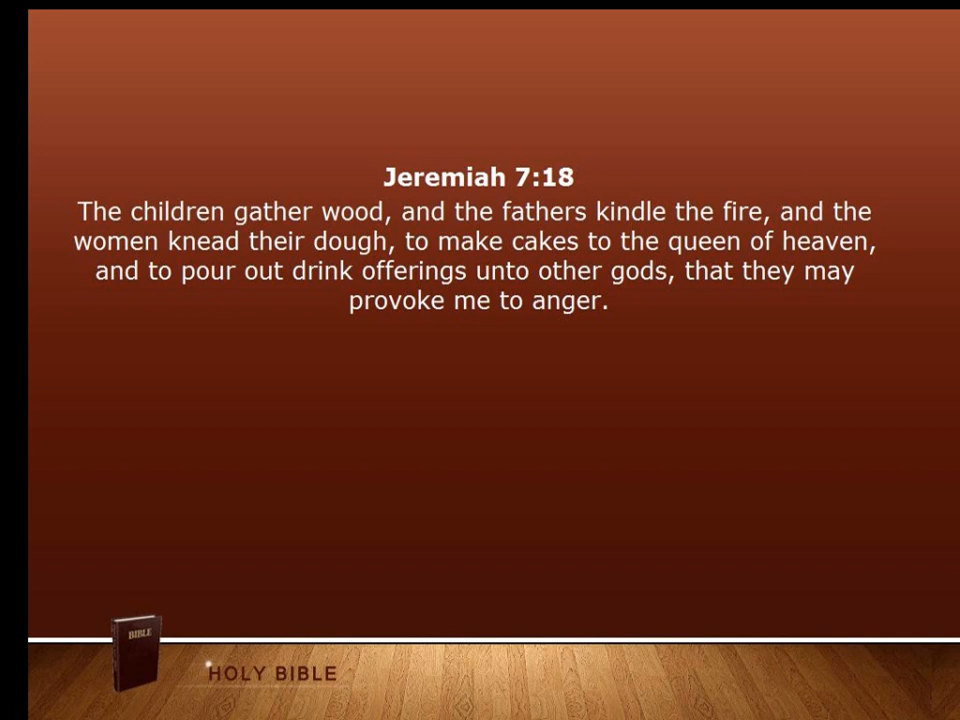 Jeremiah 7:18
The children gather wood, and the fathers kindle the fire, and the
women knead their dough, to make cakes to the queen of heaven,
and to pour out drink offerings unto other gods, that they may
provoke me to anger.
BIBLE
HOLY BIBLE